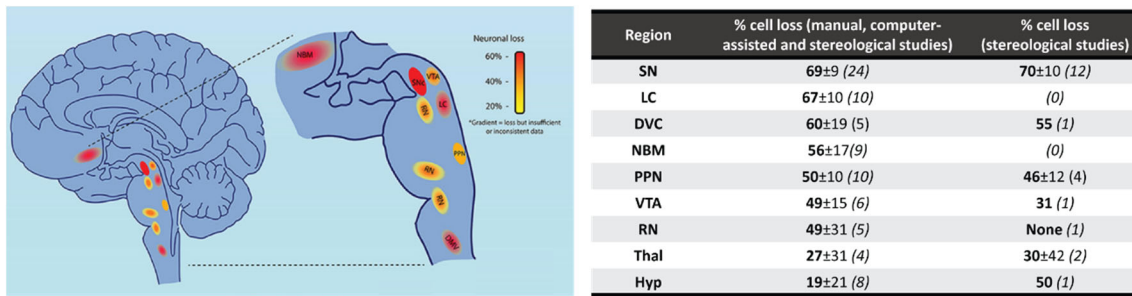 Neuronal loss
60% -
40% -
20% -
*Gradient = loss but insufficient
or inconsistent data
NBM
SNc
VTA
LC
RN
PPN
RN
RN
DMV
Region % cell loss (manual, computer-assisted and stereological studies) % cell loss (stereological studies)
SN 69±9 (24) 70±10 (12)
LC 67±10 (10) (0)
DVC 60±19 (5) 55 (1)
NBM 56±17(9) (0)
PPN 50±10 (10) 46±12 (4)
VTA 49±15 (6) 31 (1)
RN 49±31 (5) None (1)
Thal 27±31 (4) 30±42 (2)
Hyp 19±21 (8) 50 (1)